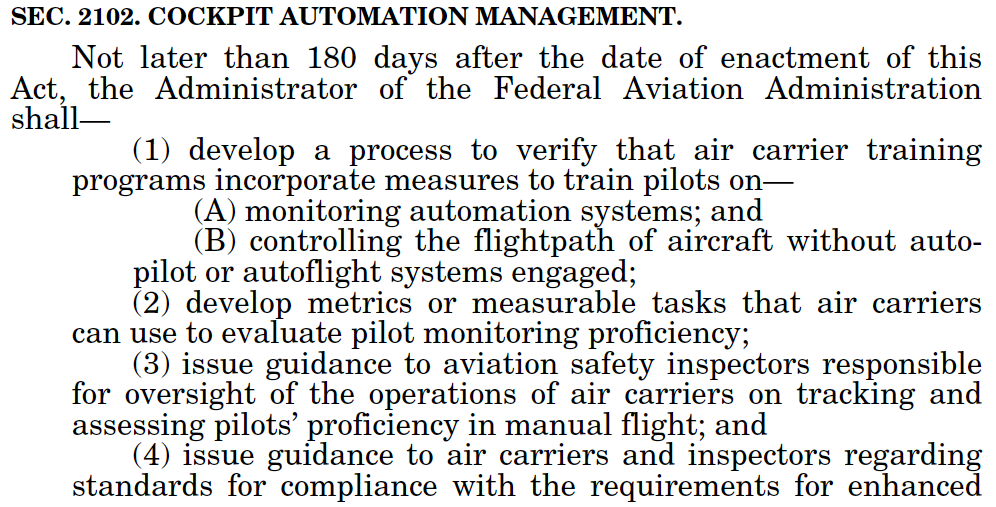 SEC. 2102. COCKPIT AUTOMATION MANAGEMENT.
Not later than 180 days after the date of enactment of this
Act, the Administrator of the Federal Aviation Administration
shall—
(1) develop a process to verify that air carrier training
programs incorporate measures to train pilots on—
(A) monitoring automation systems; and
(B) controlling the flightpath of aircraft without auto-
pilot or autoflight systems engaged;
(2) develop metrics or measurable tasks that air carriers
can use to evaluate pilot monitoring proficiency;
(3) issue guidance to aviation safety inspectors responsible
for oversight of the operations of air carriers on tracking and
assessing pilots’ proficiency in manual flight; and
(4) issue guidance to air carriers and inspectors regarding
standards for compliance with the requirements for enhanced